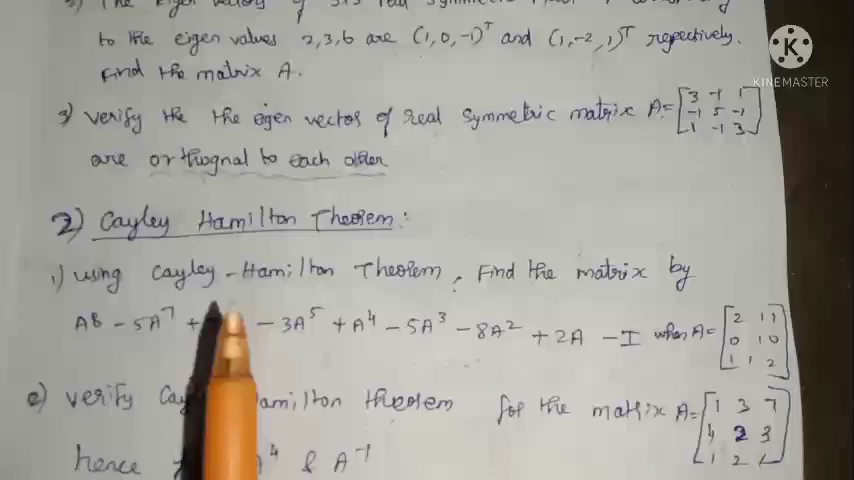 to the eigen values 2,3,6 are (1, 0, -1)ᵀ and (1, -2, 1)ᵀ repectively.
Find the matrix A.
KINEMASTER
3) verify the the eigen vectos of real symmetric matrix A = [3 -1 1
-1 5 -1
1 -1 3]
are orthognal to each other
2) Cayley Hamilton Theorem:
1) using Cayley - Hamilton Theorem, Find the matrix by
A8 - 5A⁷ + - 3A⁵ + A⁴ - 5A³ - 8A² + 2A - I when A = [2 1 1
0 1 0
1 1 2]
2) verify Hamilton theorem for the matrix A = [1 3 7
4 2 3
1 2 1]
hence A⁴ & A⁻¹